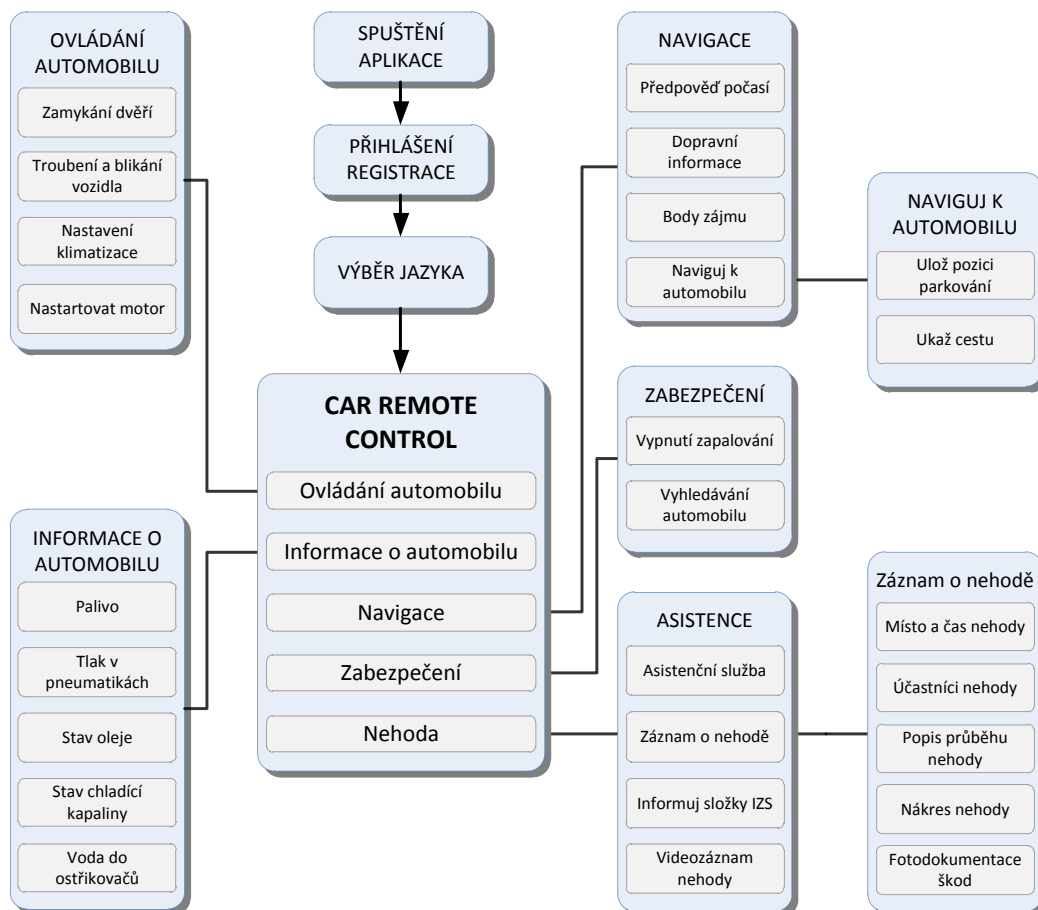 OVLÁDÁNÍ
AUTOMOBILU
Zamykání dvěří
Troubení a blikání
vozidla
Nastavení
klimatizace
Nastartovat motor
SPUŠTĚNÍ
APLIKACE
PŘIHLÁŠENÍ
REGISTRACE
VÝBĚR JAZYKA
CAR REMOTE
CONTROL
Ovládání automobilu
Informace o automobilu
Navigace
Zabezpečení
Nehoda
INFORMACE O
AUTOMOBILU
Palivo
Tlak v
pneumatikách
Stav oleje
Stav chladící
kapaliny
Voda do
ostřikovačů
NAVIGACE
Předpověď počasí
Dopravní
informace
Body zájmu
Naviguj k
automobilu
NAVIGUJ K
AUTOMOBILU
Ulož pozici
parkování
Ukaž cestu
ZABEZPEČENÍ
Vypnutí zapalování
Vyhledávání
automobilu
ASISTENCE
Asistenční služba
Záznam o nehodě
Informuj složky IZS
Videozáznam
nehody
Záznam o nehodě
Místo a čas nehody
Účastníci nehody
Popis průběhu
nehody
Nákres nehody
Fotodokumentace
škod